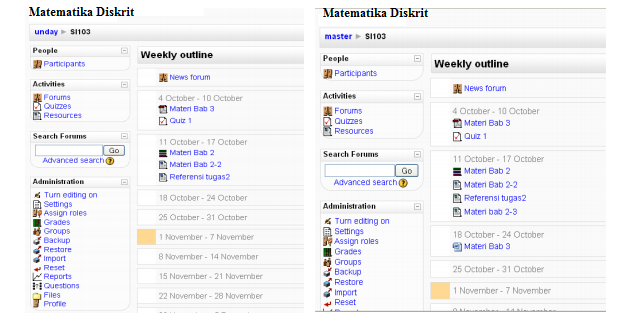 Matematika Diskrit
unday ► SI103
People
Participants
Activities
Forums
Quizzes
Resources
Search Forums
Go
Advanced search ?
Administration
Turn editing on
Settings
Assign roles
Grades
Groups
Backup
Restore
Import
Reset
Reports
Questions
Files
Profile
Weekly outline
News forum
4 October - 10 October
Materi Bab 3
Quiz 1
11 October - 17 October
Materi Bab 2
Materi Bab 2-2
Referensi tugas2
18 October - 24 October
25 October - 31 October
1 November - 7 November
8 November - 14 November
15 November - 21 November
22 November - 28 November
Matematika Diskrit
master ► SI103
People
Participants
Activities
Forums
Quizzes
Resources
Search Forums
Go
Advanced search ?
Administration
Turn editing on
Settings
Assign roles
Grades
Groups
Backup
Restore
Import
Reset
Weekly outline
News forum
4 October - 10 October
Materi Bab 3
Quiz 1
11 October - 17 October
Materi Bab 2
Materi Bab 2-2
Referensi tugas2
Materi bab 2-3
18 October - 24 October
Materi Bab 3
25 October - 31 October
1 November - 7 November